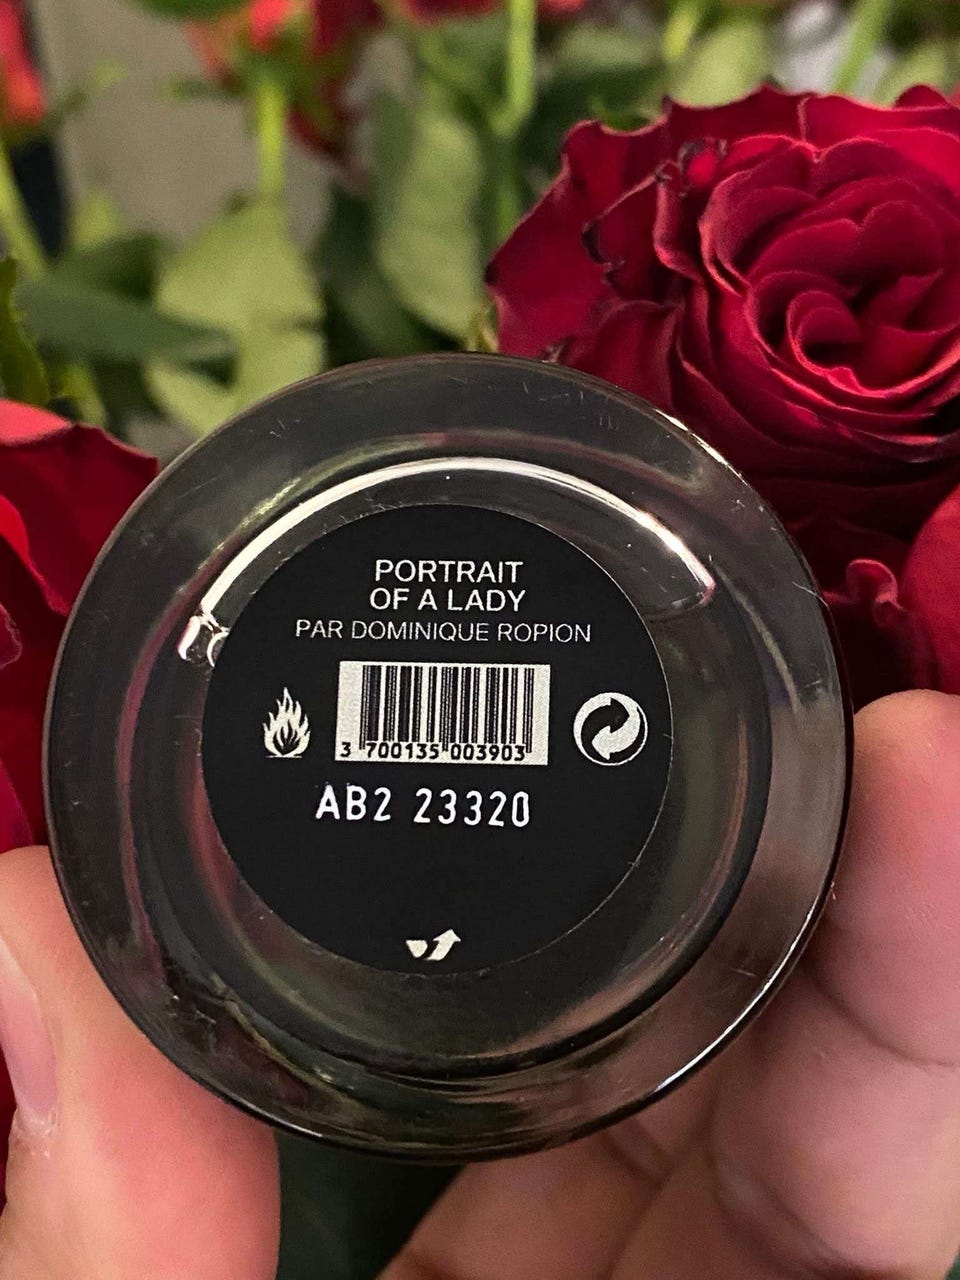 PORTRAIT
OF A LADY
PAR DOMINIQUE ROPION
3 700135 003903
AB2 23320